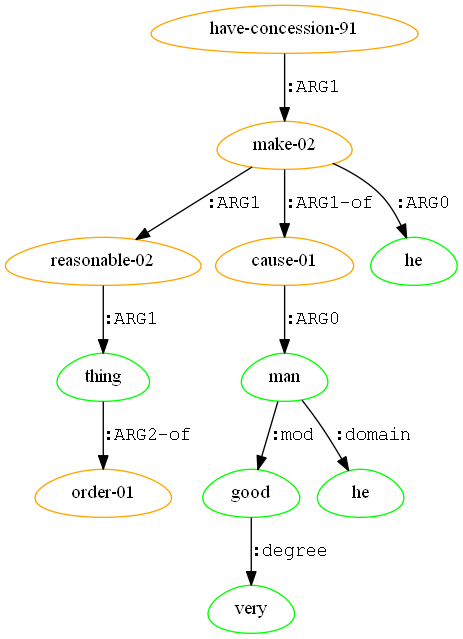 have-concession-91
:ARG1
make-02
:ARG1 :ARG1-of :ARG0
reasonable-02 cause-01 he
:ARG1 :ARG0
thing man
:ARG2-of :mod :domain
order-01 good he
:degree
very